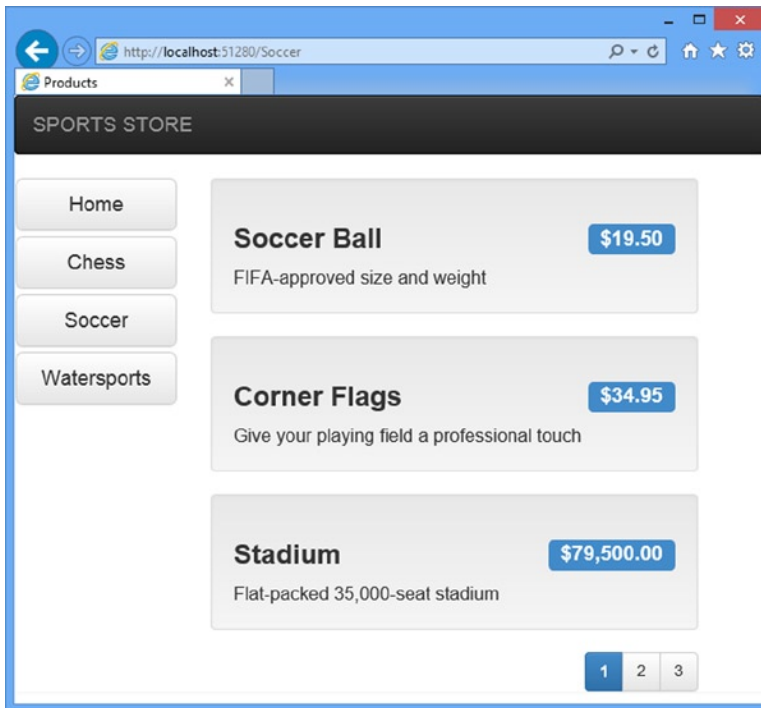 http://localhost:51280/Soccer
Products
SPORTS STORE
Home
Chess
Soccer
Watersports
Soccer Ball
$19.50
FIFA-approved size and weight
Corner Flags
$34.95
Give your playing field a professional touch
Stadium
$79,500.00
Flat-packed 35,000-seat stadium
1 2 3